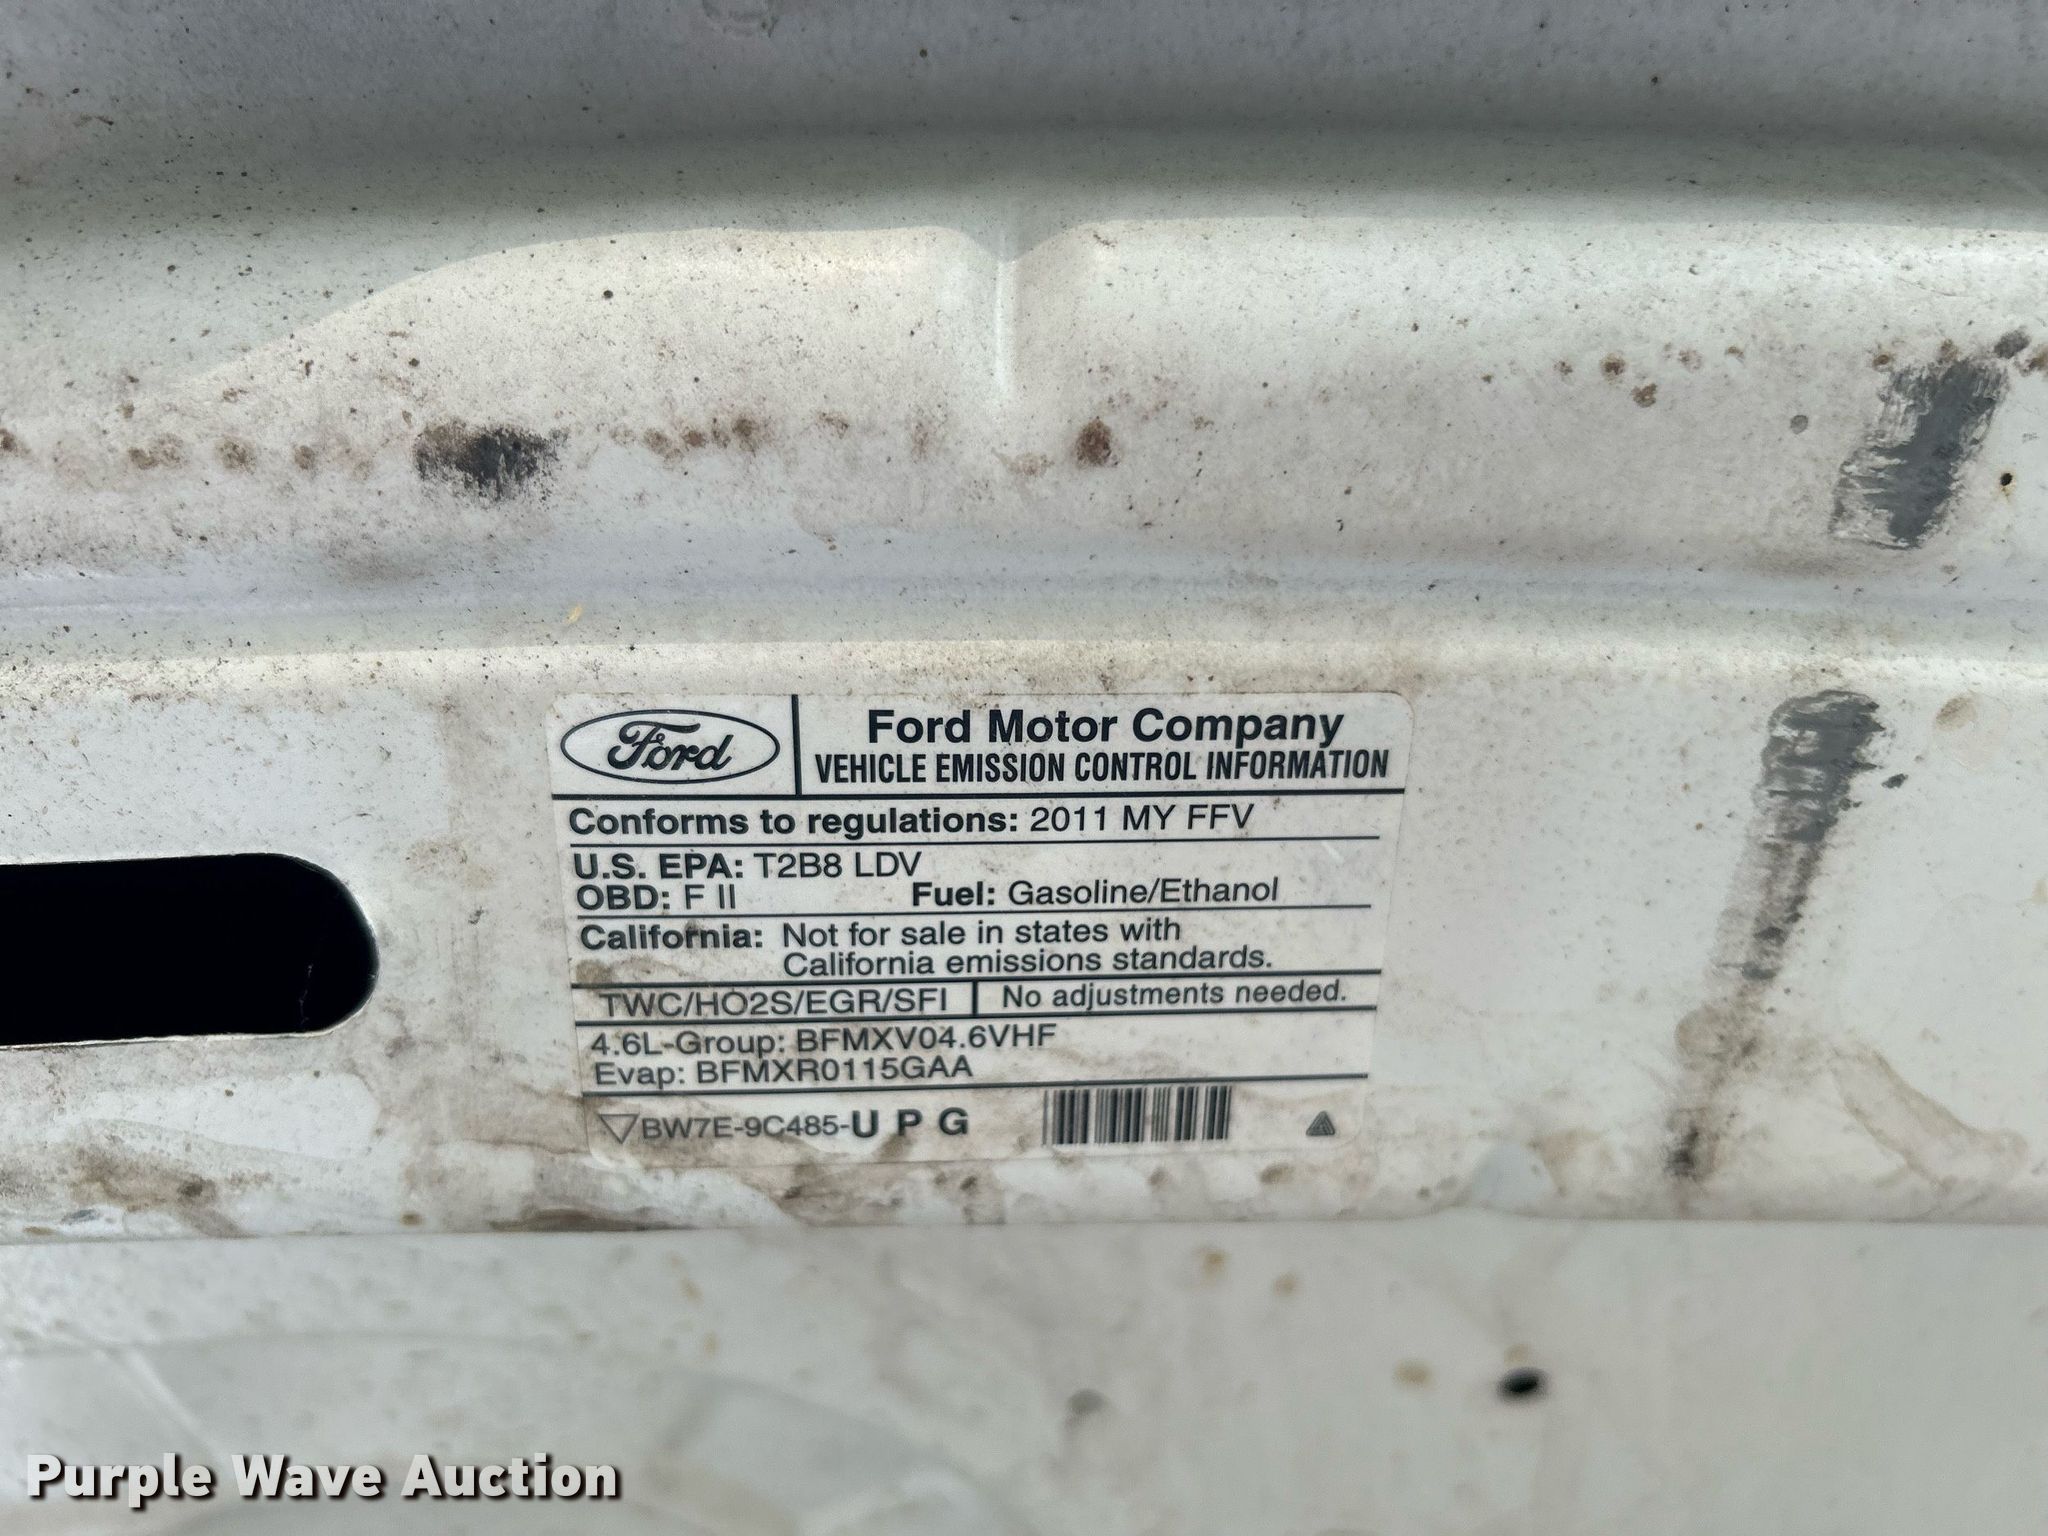 Ford
Ford Motor Company
VEHICLE EMISSION CONTROL INFORMATION
Conforms to regulations: 2011 MY FFV
U.S. EPA: T2B8 LDV
OBD: F II Fuel: Gasoline/Ethanol
California: Not for sale in states with
California emissions standards.
TWC/HO2S/EGR/SFI No adjustments needed.
4.6L-Group: BFMXV04.6VHF
Evap: BFMXR0115GAA
BW7E-9C485-U P G
Purple Wave Auction